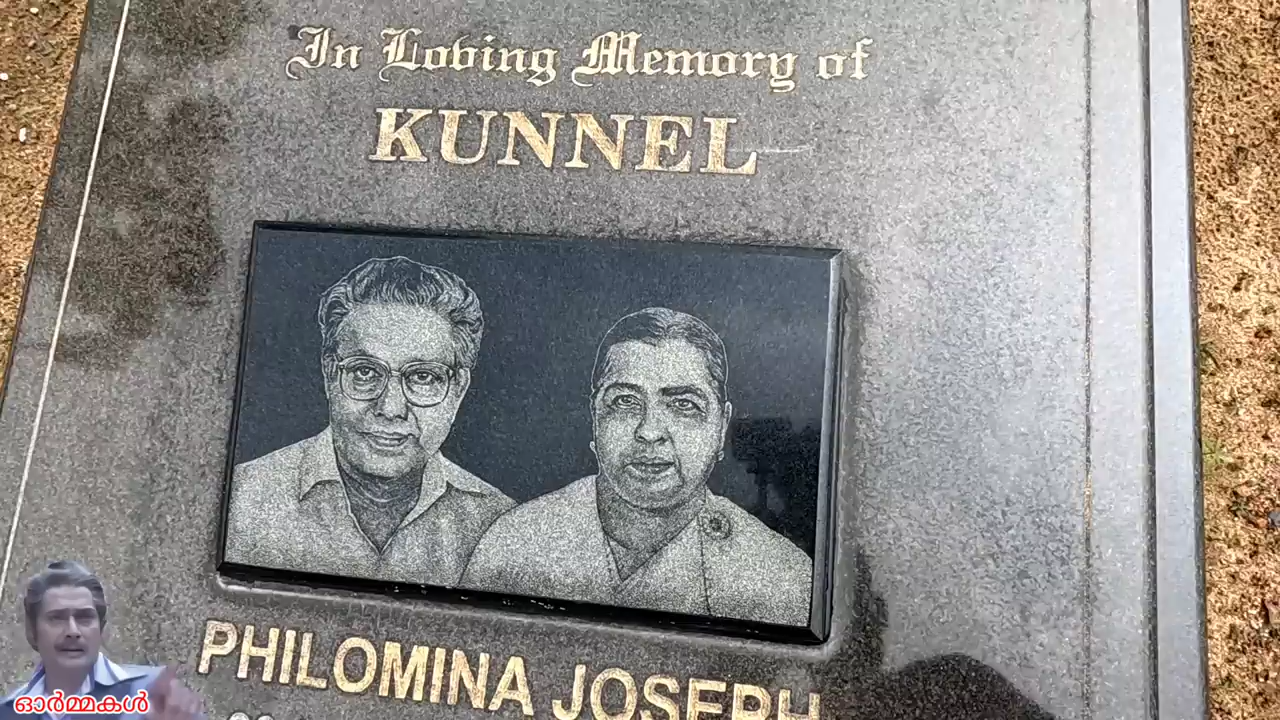 In Loving Memory of
KUNNEL
PHILOMINA JOSEPH
ഓർമ്മകൾ